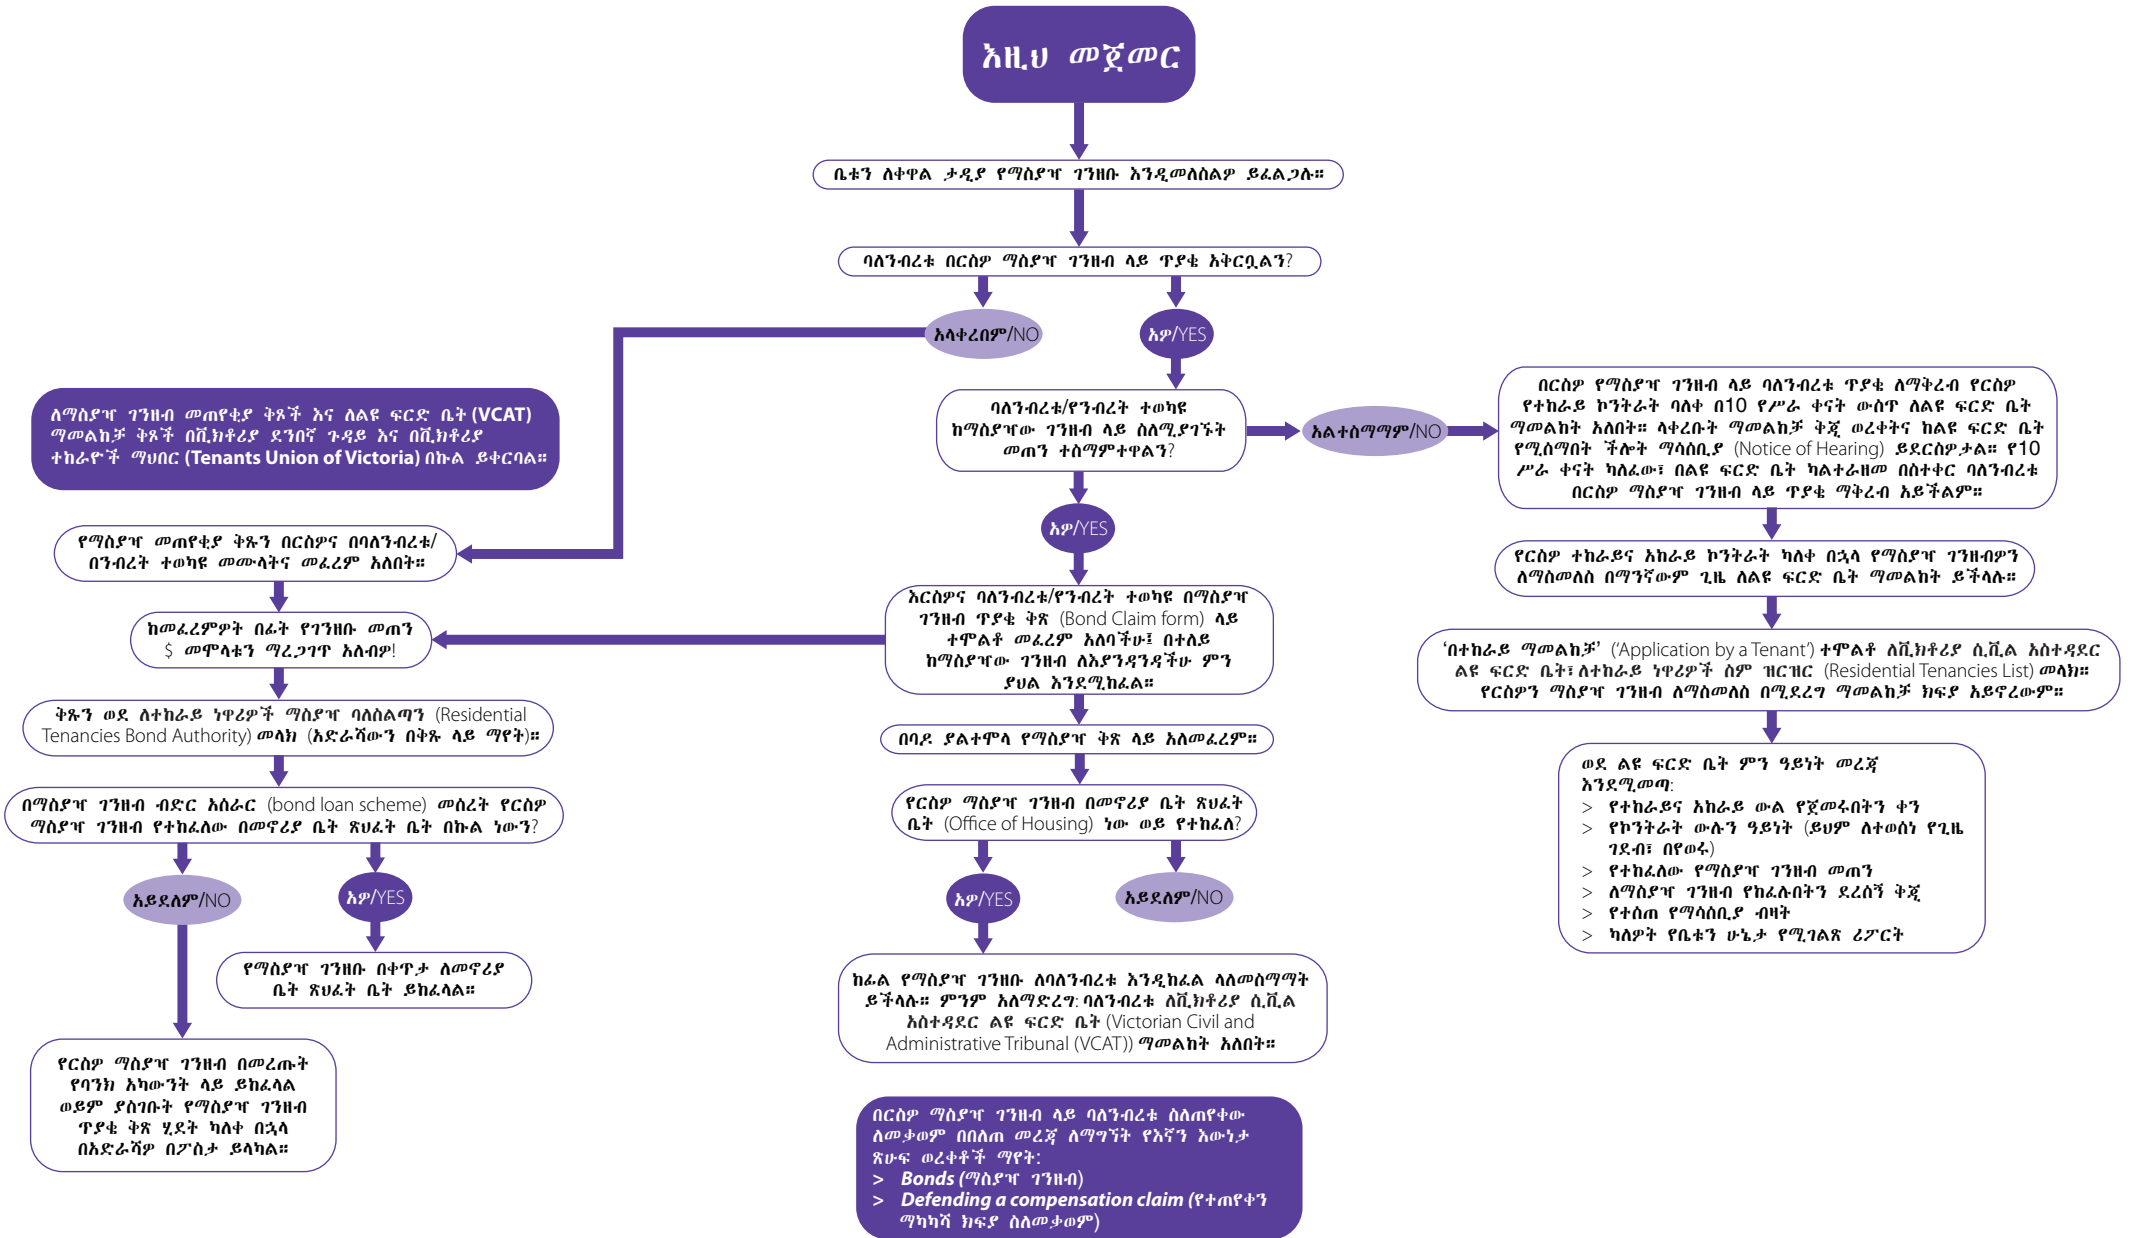 እዚህ መጀመር
ቤቱን ለቀዋል ታዲያ የማስያዣ ገንዘቡ እንዲመለስልዎ ይፈልጋሉ።
ባለንብረቱ በርስዎ ማስያዣ ገንዘብ ላይ ጥያቄ አቅርቧልን?
አላቀረበም/NO
አዎ/YES
ለማስያዣ ገንዘብ መጠየቂያ ቅጾች እና ለልዩ ፍርድ ቤት (VCAT)
ማመልከቻ ቅጾች በቪክቶሪያ ደንበኛ ጉዳይ እና በቪክቶሪያ
ተከራዮች ማህበር (Tenants Union of Victoria) በኩል ይቀርባል።
ባለንብረቱ/የንብረት ተወካዩ
ከማስያዣው ገንዘብ ላይ ስለሚያገኙት
መጠን ተስማምተዋልን?
አልተስማማም/NO
በርስዎ የማስያዣ ገንዘብ ላይ ባለንብረቱ ጥያቄ ለማቅረብ የርስዎ
የተከራይ ኮንትራት ባለቀ በ10 የሥራ ቀናት ውስጥ ለልዩ ፍርድ ቤት
ማመልከት አለበት። ላቀረቡት ማመልከቻ ቅጂ ወረቀትና ከልዩ ፍርድ ቤት
የሚሰማበት ችሎት ማሳሰቢያ (Notice of Hearing) ይደርስዎታል። የ10
ሥራ ቀናት ካለፈው፣ በልዩ ፍርድ ቤት ካልተራዘመ በስተቀር ባለንብረቱ
በርስዎ ማስያዣ ገንዘብ ላይ ጥያቄ ማቅረብ አይችልም።
የማስያዣ መጠየቂያ ቅጹን በርስዎና በባለንብረቱ/
በንብረት ተወካዩ መሙላትና መፈረም አለበት።
አዎ/YES
የርስዎ ተከራይና አከራይ ኮንትራት ካለቀ በኋላ የማስያዣ ገንዘብዎን
ለማስመለስ በማንኛውም ጊዜ ለልዩ ፍርድ ቤት ማመልከት ይችላሉ።
ከመፈረምዎት በፊት የገንዘቡ መጠን
$ መሞላቱን ማረጋገጥ አለብዎ!
እርስዎና ባለንብረቱ/የንብረት ተወካዩ በማስያዣ
ገንዘብ ጥያቄ ቅጽ (Bond Claim form) ላይ
ተሞልቶ መፈረም አለባችሁ፤ በተለይ
ከማስያዣው ገንዘብ ለእያንዳንዳችሁ ምን
ያህል እንደሚከፈል።
‘በተከራይ ማመልከቻ’ (‘Application by a Tenant’) ተሞልቶ ለቪክቶሪያ ሲቪል አስተዳደር
ልዩ ፍርድ ቤት፣ ለተከራይ ነዋሪዎች ስም ዝርዝር (Residential Tenancies List) መላክ።
የርስዎን ማስያዣ ገንዘብ ለማስመለስ በሚደረግ ማመልከቻ ክፍያ አይኖረውም።
ቅጹን ወደ ለተከራይ ነዋሪዎች ማስያዣ ባለስልጣን (Residential
Tenancies Bond Authority) መላክ (አድራሻውን በቅጹ ላይ ማየት)።
በባዶ ያልተሞላ የማስያዣ ቅጽ ላይ አለመፈረም።
ወደ ልዩ ፍርድ ቤት ምን ዓይነት መረጃ
እንደሚመጣ:
> የተከራይና አከራይ ውል የጀመሩበትን ቀን
> የኮንትራት ውሉን ዓይነት (ይህም ለተወሰነ የጊዜ
ገደብ፣ በየወሩ)
> የተከፈለው የማስያዣ ገንዘብ መጠን
> ለማስያዣ ገንዘብ የከፈሉበትን ደረሰኝ ቅጂ
> የተሰጠ የማሳሰቢያ ብዛት
> ካለዎት የቤቱን ሁኔታ የሚገልጽ ሪፖርት
በማስያዣ ገንዘብ ብድር አሰራር (bond loan scheme) መሰረት የርስዎ
ማስያዣ ገንዘብ የተከፈለው በመኖሪያ ቤት ጽህፈት ቤት በኩል ነውን?
የርስዎ ማስያዣ ገንዘብ በመኖሪያ ቤት ጽህፈት
ቤት (Office of Housing) ነው ወይ የተከፈለ?
አይደለም/NO
አዎ/YES
አዎ/YES
አይደለም/NO
የማስያዣ ገንዘቡ በቀጥታ ለመኖሪያ
ቤት ጽህፈት ቤት ይከፈላል።
ከፊል የማስያዣ ገንዘቡ ለባለንብረቱ እንዲከፈል ላለመስማማት
ይችላሉ። ምንም አለማድረግ: ባለንብረቱ ለቪክቶሪያ ሲቪል
አስተዳደር ልዩ ፍርድ ቤት (Victorian Civil and
Administrative Tribunal (VCAT)) ማመልከት አለበት።
የርስዎ ማስያዣ ገንዘብ በመረጡት
የባንክ አካውንት ላይ ይከፈላል
ወይም ያስገቡት የማስያዣ ገንዘብ
ጥያቄ ቅጽ ሂደት ካለቀ በኋላ
በአድራሻዎ በፖስታ ይላካል።
በርስዎ ማስያዣ ገንዘብ ላይ ባለንብረቱ ስለጠየቀው
ለመቃወም በበለጠ መረጃ ለማግኘት የእኛን እውነታ
ጽሁፍ ወረቀቶች ማየት:
> Bonds (ማስያዣ ገንዘብ)
> Defending a compensation claim (የተጠየቀን
ማካካሻ ክፍያ ስለመቃወም)